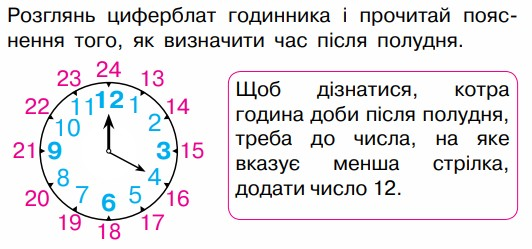 Розглянь циферблат годинника і прочитай пояс-
нення того, як визначити час після полудня.
24
23 13
11 12 1
22 14
10 2
21 9 3 15
8 4
20 16
7 6 5
19 17
18
Щоб дізнатися, котра
година доби після полудня,
треба до числа, на яке
вказує менша стрілка,
додати число 12.